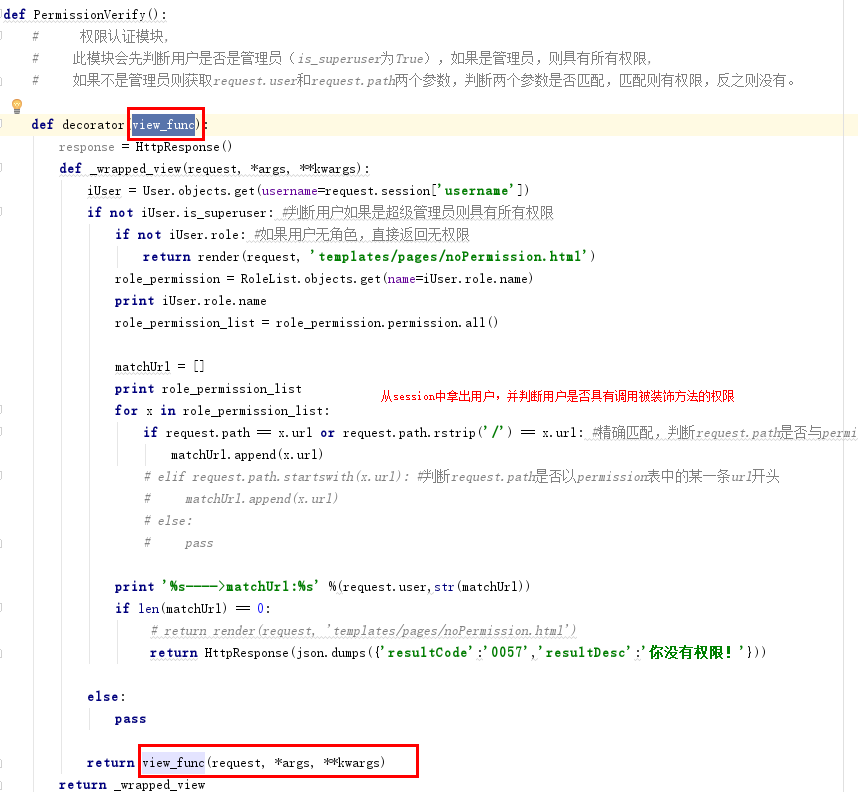 def PermissionVerify():
#      权限认证模块,
#     此模块会先判断用户是否是管理员（is_superuser为True），如果是管理员，则具有所有权限,
#     如果不是管理员则获取request.user和request.path两个参数，判断两个参数是否匹配，匹配则有权限，反之则没有。
def decorator(view_func):
response = HttpResponse()
def _wrapped_view(request, *args, **kwargs):
iUser = User.objects.get(username=request.session['username'])
if not iUser.is_superuser: #判断用户如果是超级管理员则具有所有权限
if not iUser.role: #如果用户无角色，直接返回无权限
return render(request, 'templates/pages/noPermission.html')
role_permission = RoleList.objects.get(name=iUser.role.name)
print iUser.role.name
role_permission_list = role_permission.permission.all()
matchUrl = []
print role_permission_list
从session中拿出用户，并判断用户是否具有调用被装饰方法的权限
for x in role_permission_list:
if request.path == x.url or request.path.rstrip('/') == x.url: #精确匹配，判断request.path是否与permi
matchUrl.append(x.url)
# elif request.path.startswith(x.url): #判断request.path是否以permission表中的某一条url开头
#     matchUrl.append(x.url)
# else:
#     pass
print '%s---->matchUrl:%s' %(request.user,str(matchUrl))
if len(matchUrl) == 0:
# return render(request, 'templates/pages/noPermission.html')
return HttpResponse(json.dumps({'resultCode':'0057','resultDesc':'你没有权限！'}))
else:
pass
return view_func(request, *args, **kwargs)
return _wrapped_view